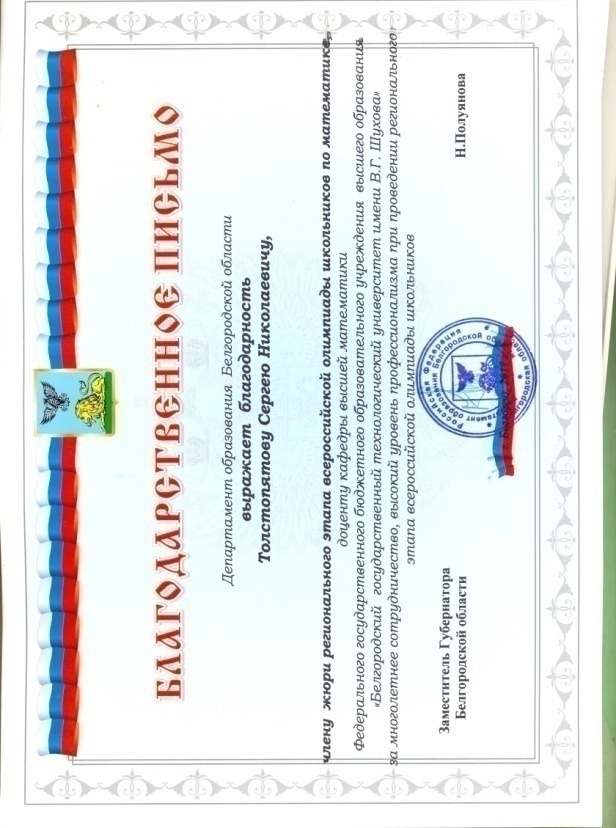 БЛАГОДАРСТВЕННОЕ ПИСЬМО
Департамент образования Белгородской области
выражает благодарность
Толстопятову Сергею Николаевичу,
члену жюри регионального этапа всероссийской олимпиады школьников по математике,
доценту кафедры высшей математики
Федерального государственного бюджетного образовательного учреждения высшего образования
«Белгородский государственный технологический университет имени В.Г. Шухова»
за многолетнее сотрудничество, высокий уровень профессионализма при проведении регионального
этапа всероссийской олимпиады школьников
Заместитель Губернатора
Белгородской области
Н.Полуянова
Российская Федерация